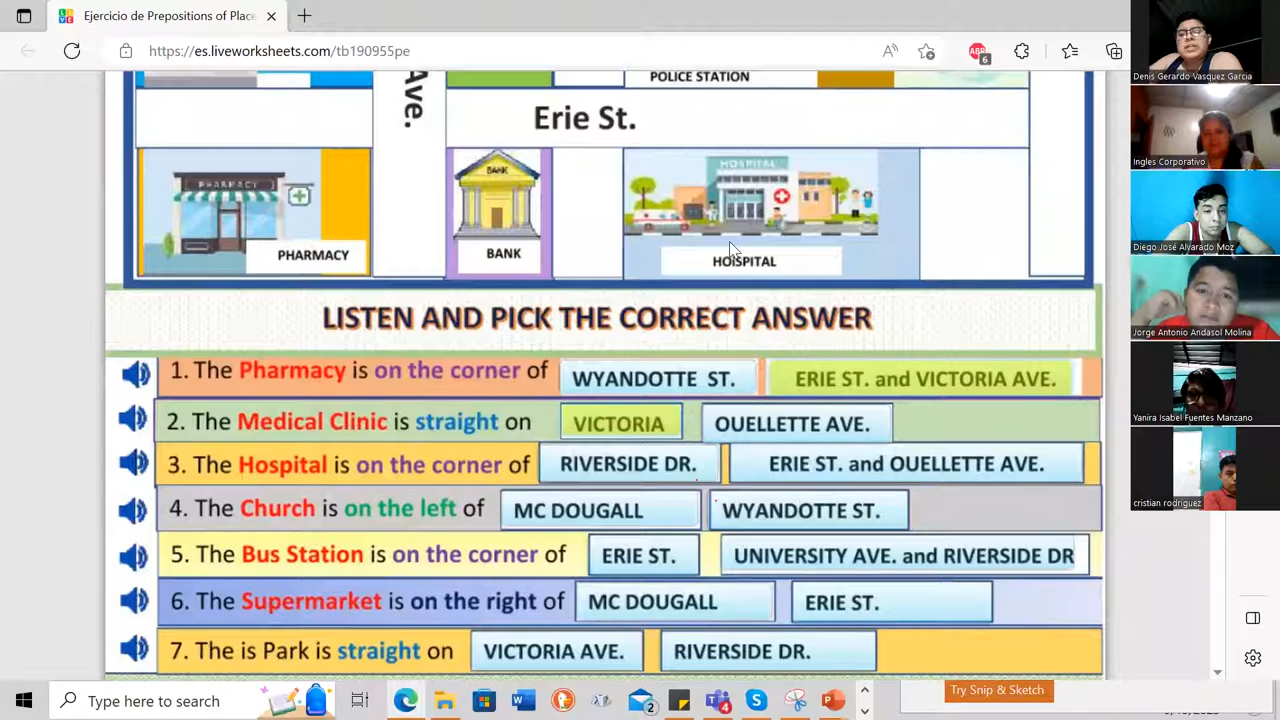 Ejercicio de Prepositions of Place
https://es.liveworksheets.com/tb190955pe
ABP
6
Ave.
POLICE STATION
Erie St.
PHARMACY
BANK
HOSPITAL
PHARMACY
BANK
HOSPITAL
LISTEN AND PICK THE CORRECT ANSWER
1. The Pharmacy is on the corner of WYANDOTTE ST. ERIE ST. and VICTORIA AVE.
2. The Medical Clinic is straight on VICTORIA OUELLETTE AVE.
3. The Hospital is on the corner of RIVERSIDE DR. ERIE ST. and OUELLETTE AVE.
4. The Church is on the left of MC DOUGALL WYANDOTTE ST.
5. The Bus Station is on the corner of ERIE ST. UNIVERSITY AVE. and RIVERSIDE DR
6. The Supermarket is on the right of MC DOUGALL ERIE ST.
7. The is Park is straight on VICTORIA AVE. RIVERSIDE DR.
Denis Gerardo Vasquez Garcia
Ingles Corporativo
Diego José Alvarado Moz
Jorge Antonio Andasol Molina
Yanira Isabel Fuentes Manzano
cristian rodriguez
Type here to search
2
4
Try Snip & Sketch